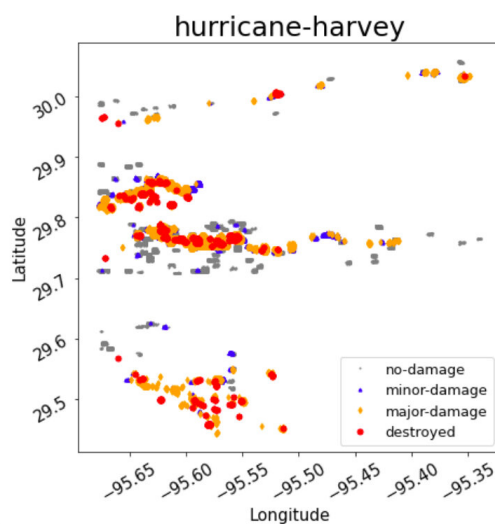 hurricane-harvey
30.0
29.9
29.8
29.7
29.6
29.5
Latitude
no-damage
minor-damage
major-damage
destroyed
−95.65
−95.60
−95.55
−95.50
−95.45
−95.40
−95.35
Longitude